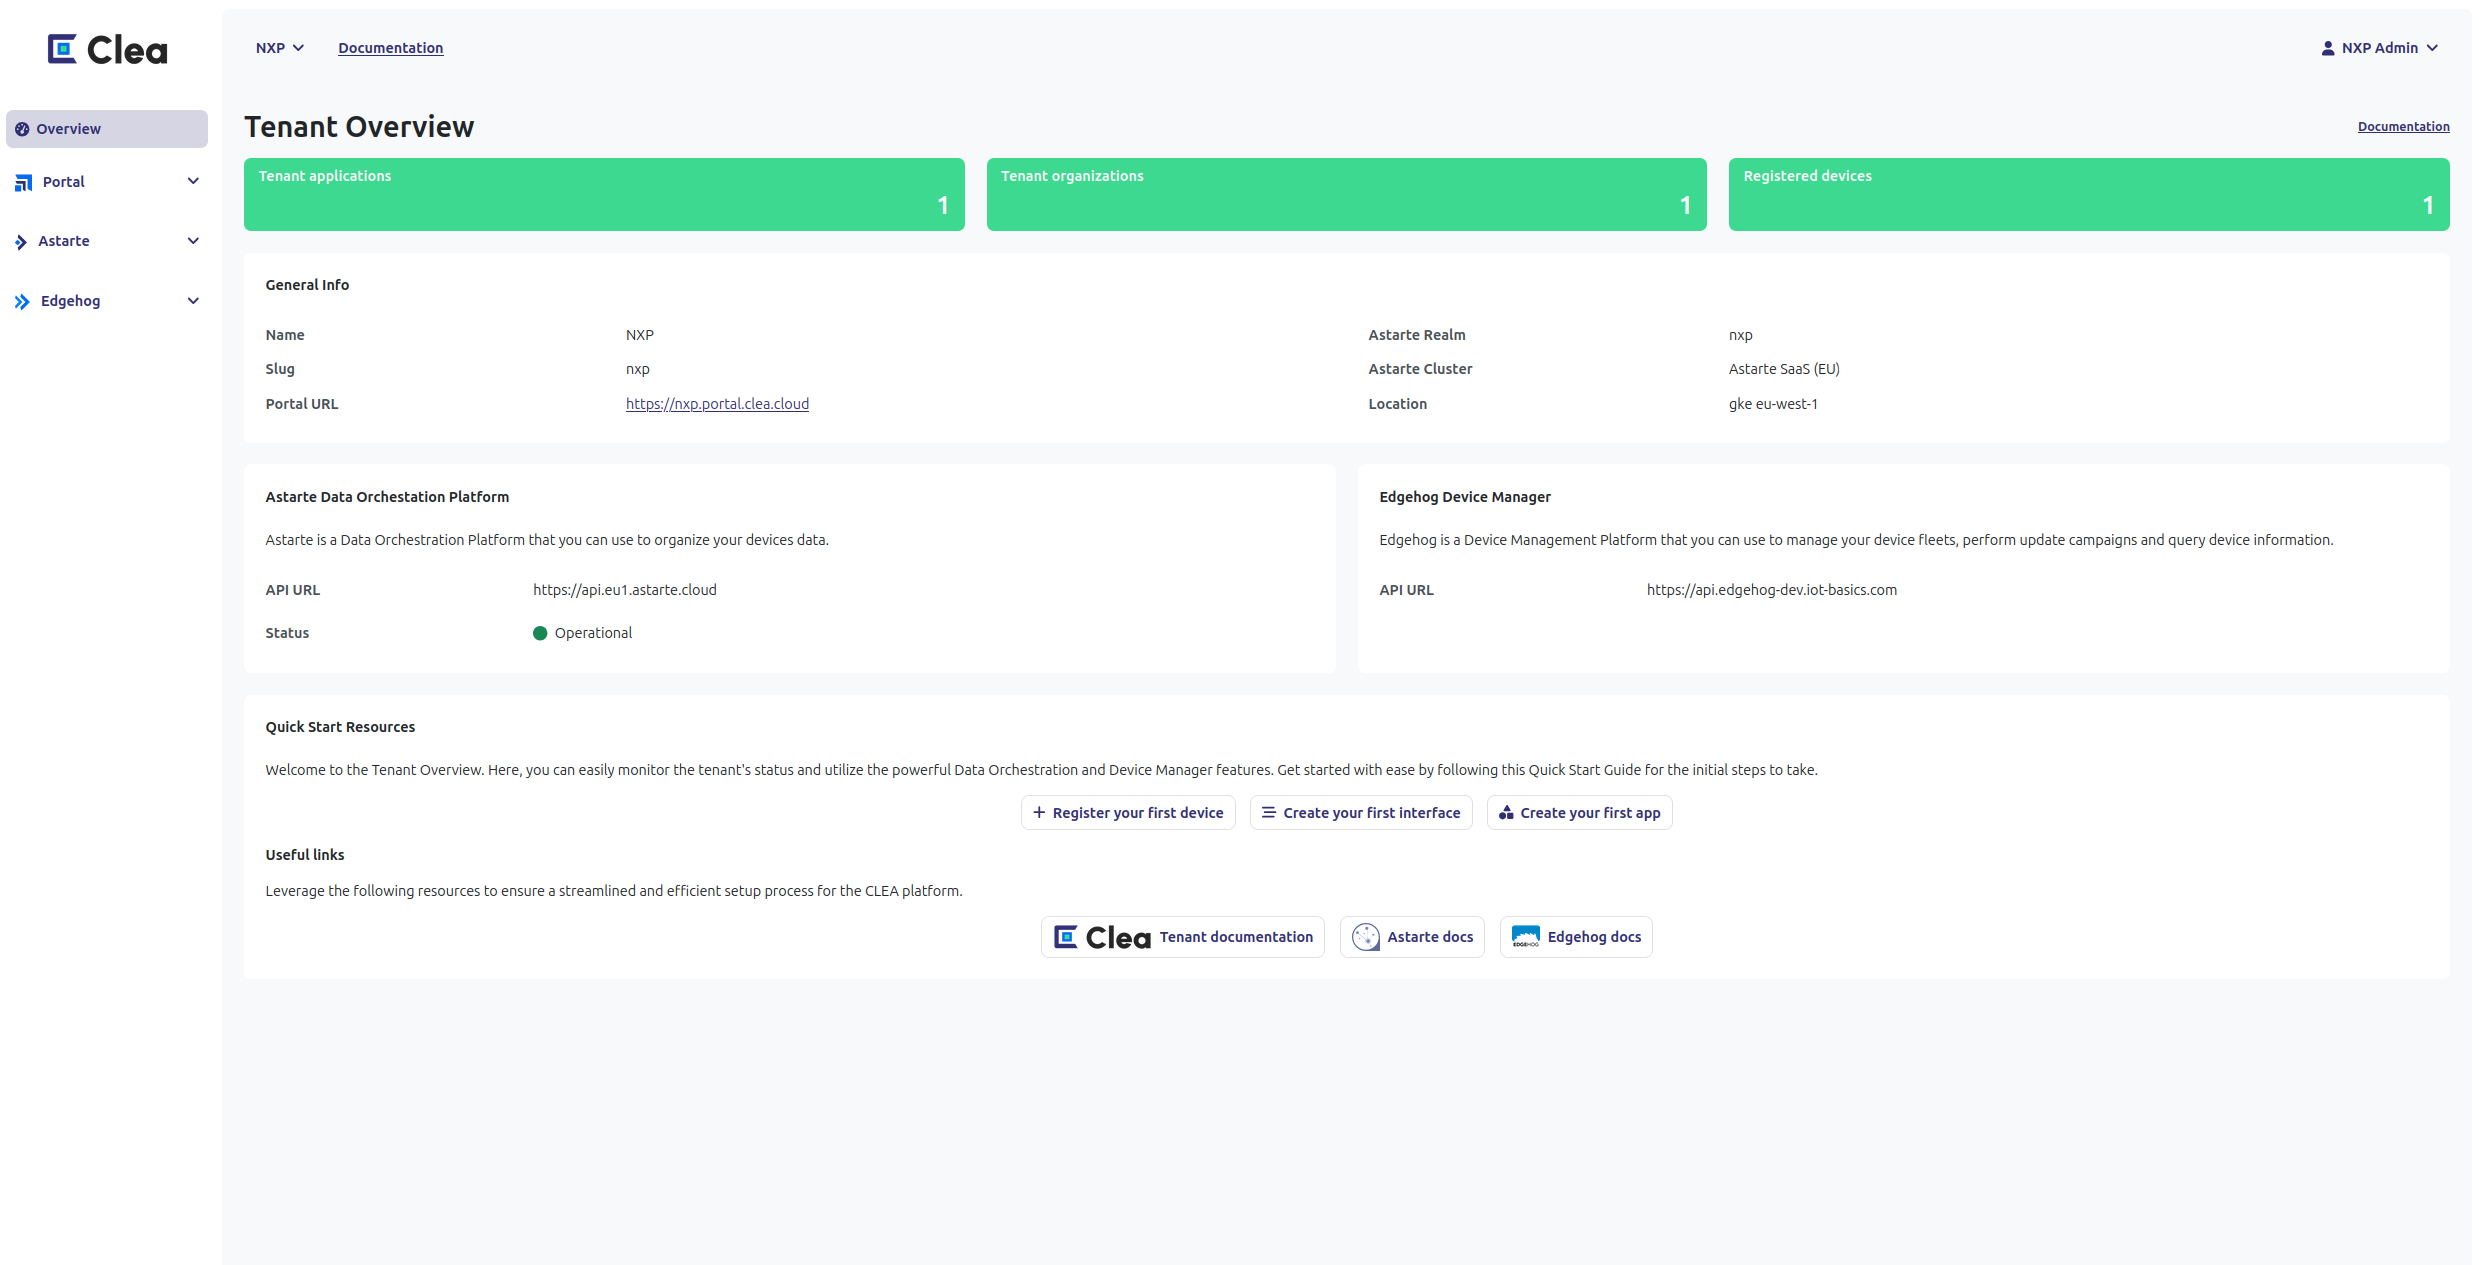 Clea
NXP Documentation NXP Admin
Overview
Portal
Astarte
Edgehog
Tenant Overview
Documentation
Tenant applications
1
Tenant organizations
1
Registered devices
1
General Info
Name NXP
Slug nxp
Portal URL https://nxp.portal.clea.cloud
Astarte Realm nxp
Astarte Cluster Astarte SaaS (EU)
Location gke eu-west-1
Astarte Data Orchestation Platform
Astarte is a Data Orchestration Platform that you can use to organize your devices data.
API URL https://api.eu1.astarte.cloud
Status Operational
Edgehog Device Manager
Edgehog is a Device Management Platform that you can use to manage your device fleets, perform update campaigns and query device information.
API URL https://api.edgehog-dev.iot-basics.com
Quick Start Resources
Welcome to the Tenant Overview. Here, you can easily monitor the tenant's status and utilize the powerful Data Orchestration and Device Manager features. Get started with ease by following this Quick Start Guide for the initial steps to take.
Register your first device Create your first interface Create your first app
Useful links
Leverage the following resources to ensure a streamlined and efficient setup process for the CLEA platform.
Clea Tenant documentation Astarte docs EDGEHOG Edgehog docs